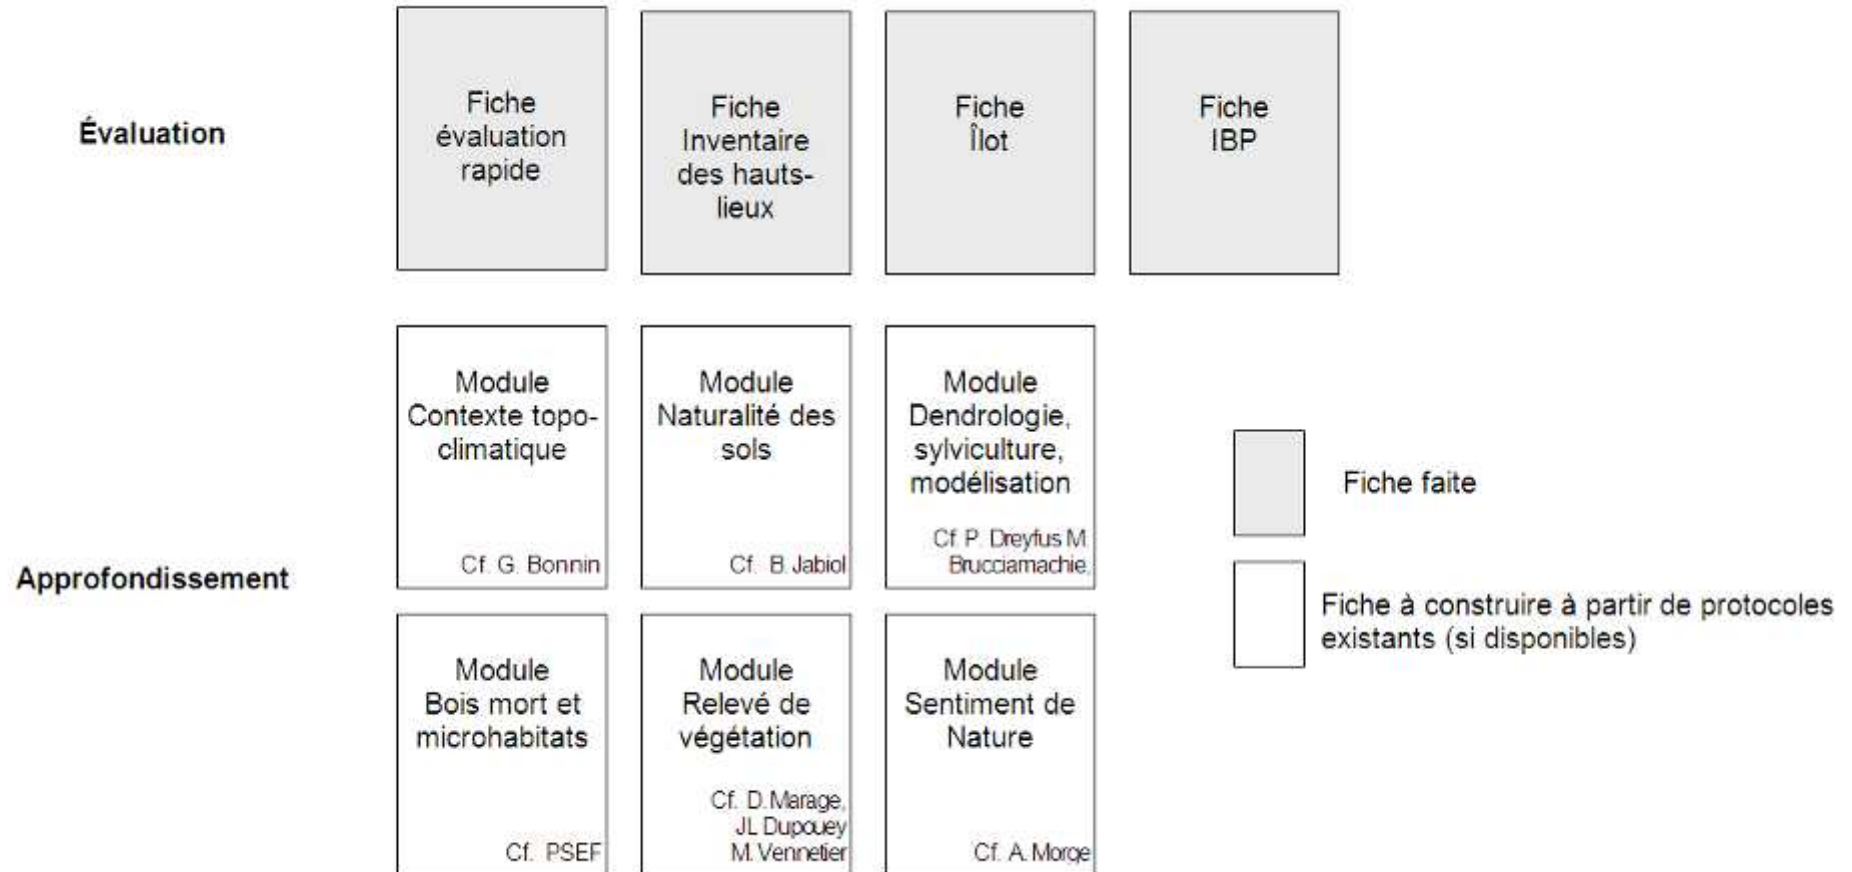 Évaluation
Fiche
évaluation
rapide
Fiche
Inventaire
des hauts-
lieux
Fiche
Îlot
Fiche
IBP
Approfondissement
Module
Contexte topo-
climatique
Cf. G. Bonnin
Module
Naturalité des
sols
Cf. B. Jabiol
Module
Dendrologie,
sylviculture,
modélisation
Cf. P. Dreyfus M.
Brucciamachie,
Module
Bois mort et
microhabitats
Cf. PSEF
Module
Relevé de
végétation
Cf. D. Marage,
JL Dupouey
M. Vennetier
Module
Sentiment de
Nature
Cf. A. Morge
Fiche faite
Fiche à construire à partir de protocoles
existants (si disponibles)